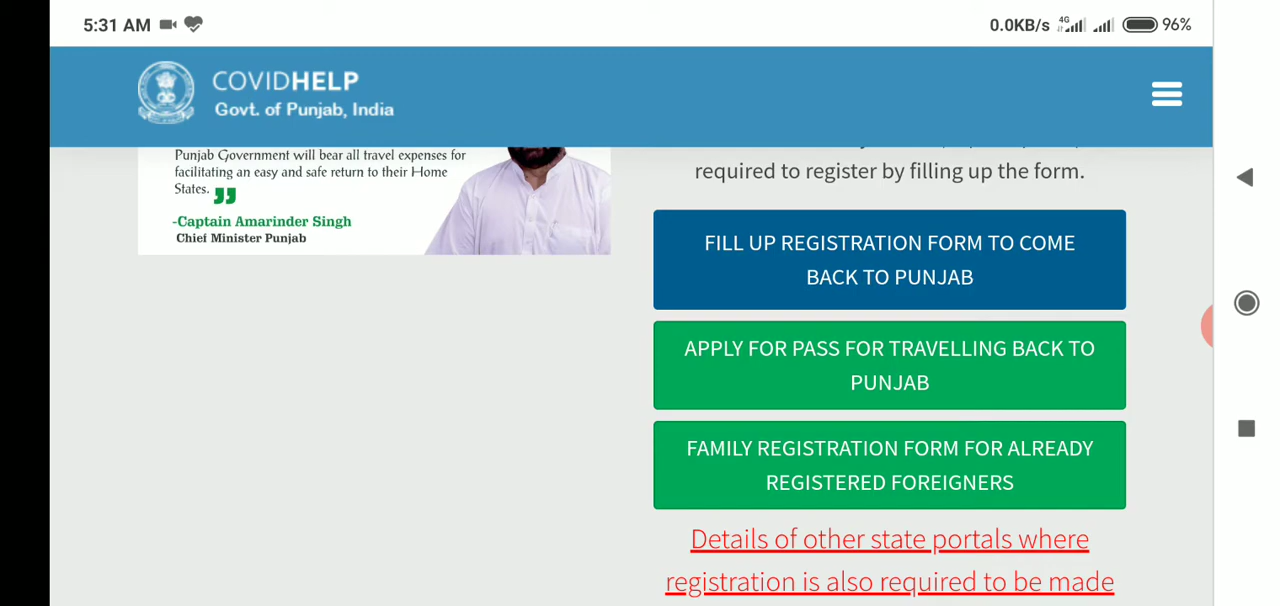 5:31 AM
0.0KB/s 4G 96%
COVIDHELP
Govt. of Punjab, India
Punjab Government will bear all travel expenses for
facilitating an easy and safe return to their Home
States.
-Captain Amarinder Singh
Chief Minister Punjab
required to register by filling up the form.
FILL UP REGISTRATION FORM TO COME
BACK TO PUNJAB
APPLY FOR PASS FOR TRAVELLING BACK TO
PUNJAB
FAMILY REGISTRATION FORM FOR ALREADY
REGISTERED FOREIGNERS
Details of other state portals where
registration is also required to be made